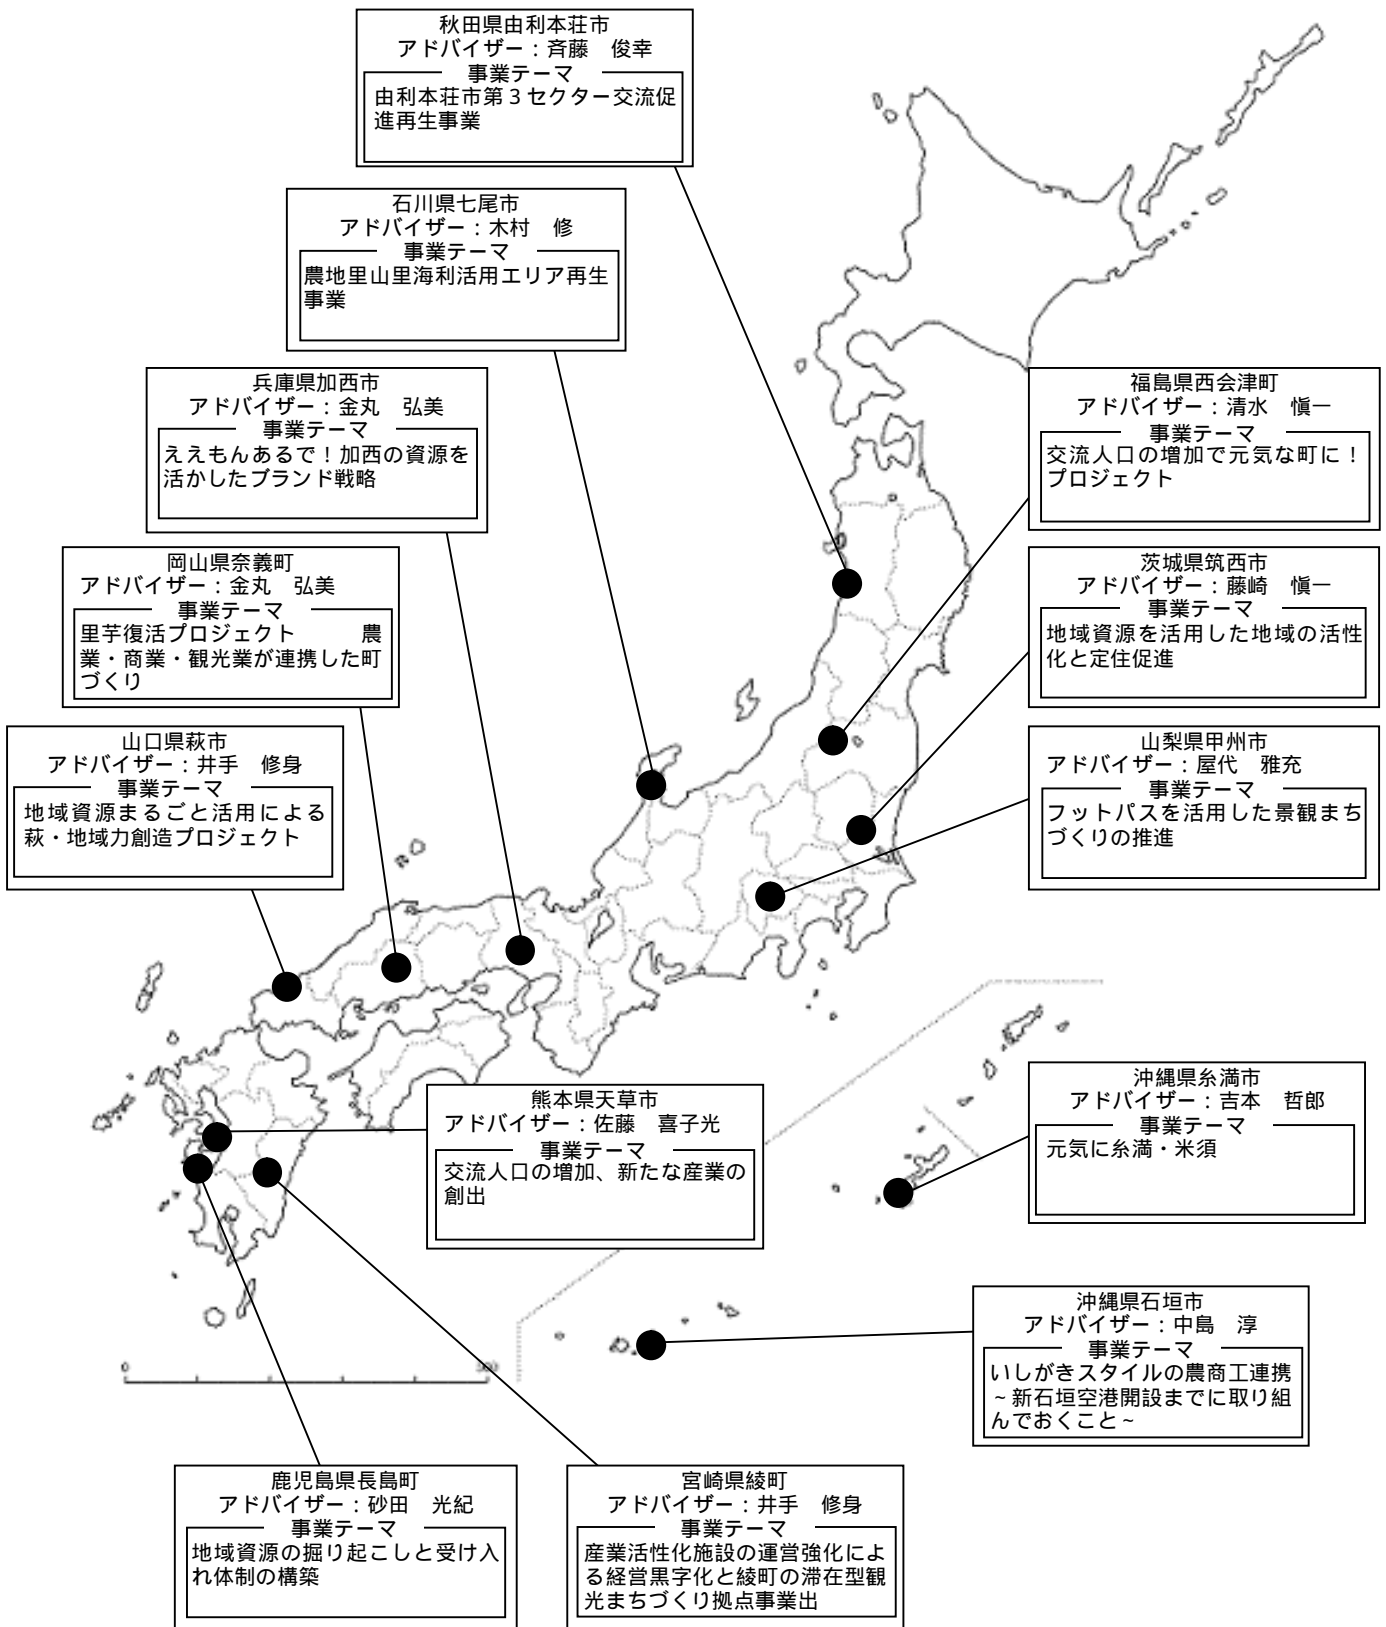 秋田県由利本荘市
アドバイザー：斉藤　俊幸
事業テーマ
由利本荘市第３セクター交流促
進再生事業
石川県七尾市
アドバイザー：木村　修
事業テーマ
農地里山里海利活用エリア再生
事業
兵庫県加西市
アドバイザー：金丸　弘美
事業テーマ
ええもんあるで！加西の資源を
活かしたブランド戦略
岡山県奈義町
アドバイザー：金丸　弘美
事業テーマ
里芋復活プロジェクト　　　農
業・商業・観光業が連携した町
づくり
山口県萩市
アドバイザー：井手　修身
事業テーマ
地域資源まるごと活用による
萩・地域力創造プロジェクト
福島県西会津町
アドバイザー：清水　愼一
事業テーマ
交流人口の増加で元気な町に！
プロジェクト
茨城県筑西市
アドバイザー：藤崎　愼一
事業テーマ
地域資源を活用した地域の活性
化と定住促進
山梨県甲州市
アドバイザー：屋代　雅充
事業テーマ
フットパスを活用した景観まち
づくりの推進
熊本県天草市
アドバイザー：佐藤　喜子光
事業テーマ
交流人口の増加、新たな産業の
創出
沖縄県糸満市
アドバイザー：吉本　哲郎
事業テーマ
元気に糸満・米須
沖縄県石垣市
アドバイザー：中島　淳
事業テーマ
いしがきスタイルの農商工連携
～新石垣空港開設までに取り組
んでおくこと～
0
300
鹿児島県長島町
アドバイザー：砂田　光紀
事業テーマ
地域資源の掘り起こしと受け入
れ体制の構築
宮崎県綾町
アドバイザー：井手　修身
事業テーマ
産業活性化施設の運営強化によ
る経営黒字化と綾町の滞在型観
光まちづくり拠点事業出